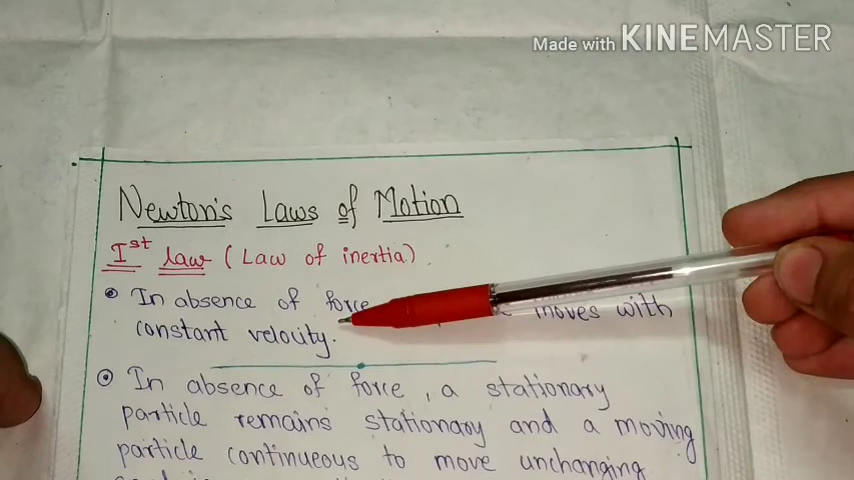 Made with KINEMASTER
Newton's Laws of Motion
Ist law (Law of inertia).
In absence of force moves with
constant velocity.
In absence of force, a stationary
particle remains stationary and a moving
particle continueous to move unchanging